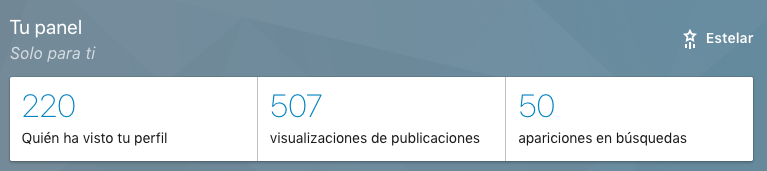 Tu panel
Solo para ti
Estelar
220
Quién ha visto tu perfil
507
visualizaciones de publicaciones
50
apariciones en búsquedas